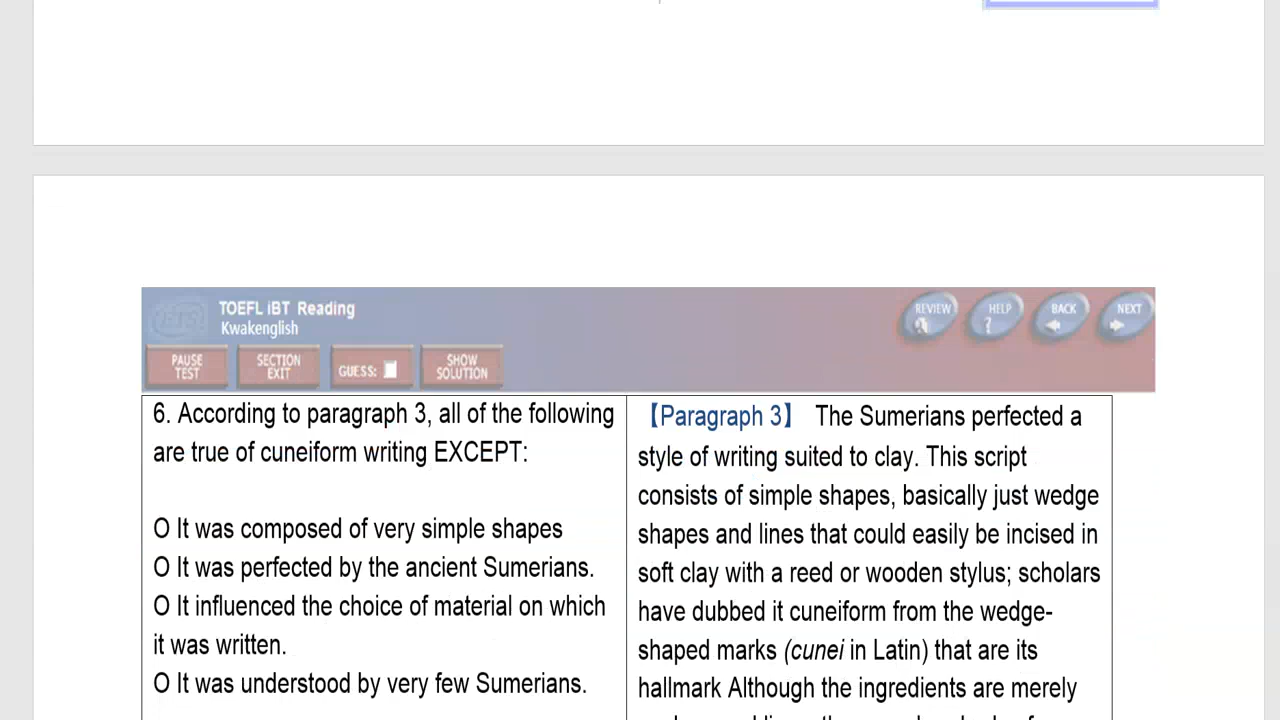 TOEFL iBT Reading
Kwakenglish
REVIEW
HELP
BACK
NEXT
PAUSE
TEST
SECTION
EXIT
GUESS:
SHOW
SOLUTION
6. According to paragraph 3, all of the following
are true of cuneiform writing EXCEPT:
O It was composed of very simple shapes
O It was perfected by the ancient Sumerians.
O It influenced the choice of material on which
it was written.
O It was understood by very few Sumerians.
【Paragraph 3】 The Sumerians perfected a
style of writing suited to clay. This script
consists of simple shapes, basically just wedge
shapes and lines that could easily be incised in
soft clay with a reed or wooden stylus; scholars
have dubbed it cuneiform from the wedge-
shaped marks (cunei in Latin) that are its
hallmark Although the ingredients are merely